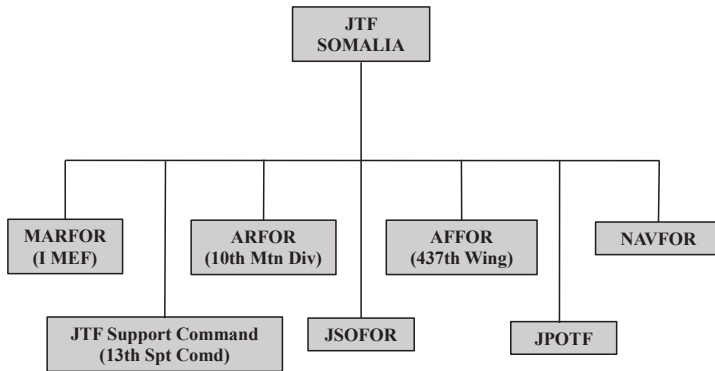 JTF
SOMALIA
MARFOR
(I MEF)
ARFOR
(10th Mtn Div)
AFFOR
(437th Wing)
NAVFOR
JTF Support Command
(13th Spt Comd)
JSOFOR
JPOTF